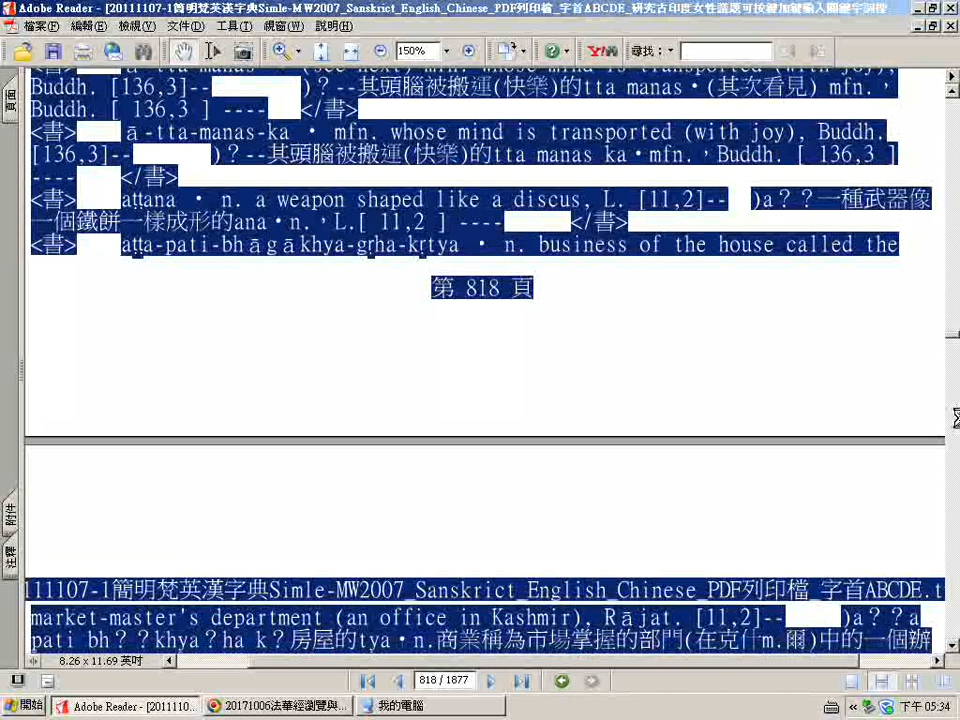 Adobe Reader - [20111107-1簡明梵英漢字典Simle-MW2007_Sanskrict_English_Chinese_PDF列印檔_字首ABCDE_研究古印度女性議題可按鍵加鍵輸入關鍵字詞搜
檔案(F) 編輯(E) 檢視(V) 文件(D) 工具(T) 視窗(W) 說明(H)
150% 尋找：
頁面
ā-tta-manas • (see next) mfn. whose mind is transported (with joy),
Buddh. [136,3]-- )？--其頭腦被搬運(快樂)的tta manas•(其次看見) mfn.，
Buddh. [ 136,3 ] ---- </書>
<書> ā-tta-manas-ka • mfn. whose mind is transported (with joy), Buddh.
[136,3]-- )？--其頭腦被搬運(快樂)的tta manas ka•mfn.，Buddh. [ 136,3 ]
---- </書>
<書> aṭṭana • n. a weapon shaped like a discus, L. [11,2]-- )a？？一種武器像
一個鐵餅一樣成形的ana•n.，L.[ 11,2 ] ---- </書>
<書> aṭṭa-pati-bhāgākhya-gṛha-kṛtya • n. business of the house called the
第 818 頁
111107-1簡明梵英漢字典Simle-MW2007_Sanskrict_English_Chinese_PDF列印檔_字首ABCDE.t
market-master's department (an office in Kashmir), Rājat. [11,2]-- )a？？a
pati bh？？khya？ha k？房屋的tya•n.商業稱為市場掌握的部門(在克什m.爾)中的一個辦
附件
注釋
8.26 x 11.69 英吋
818 / 1877
開始 Adobe Reader - [2011110... 20171006法華經瀏覽與... 我的電腦 下午 05:34